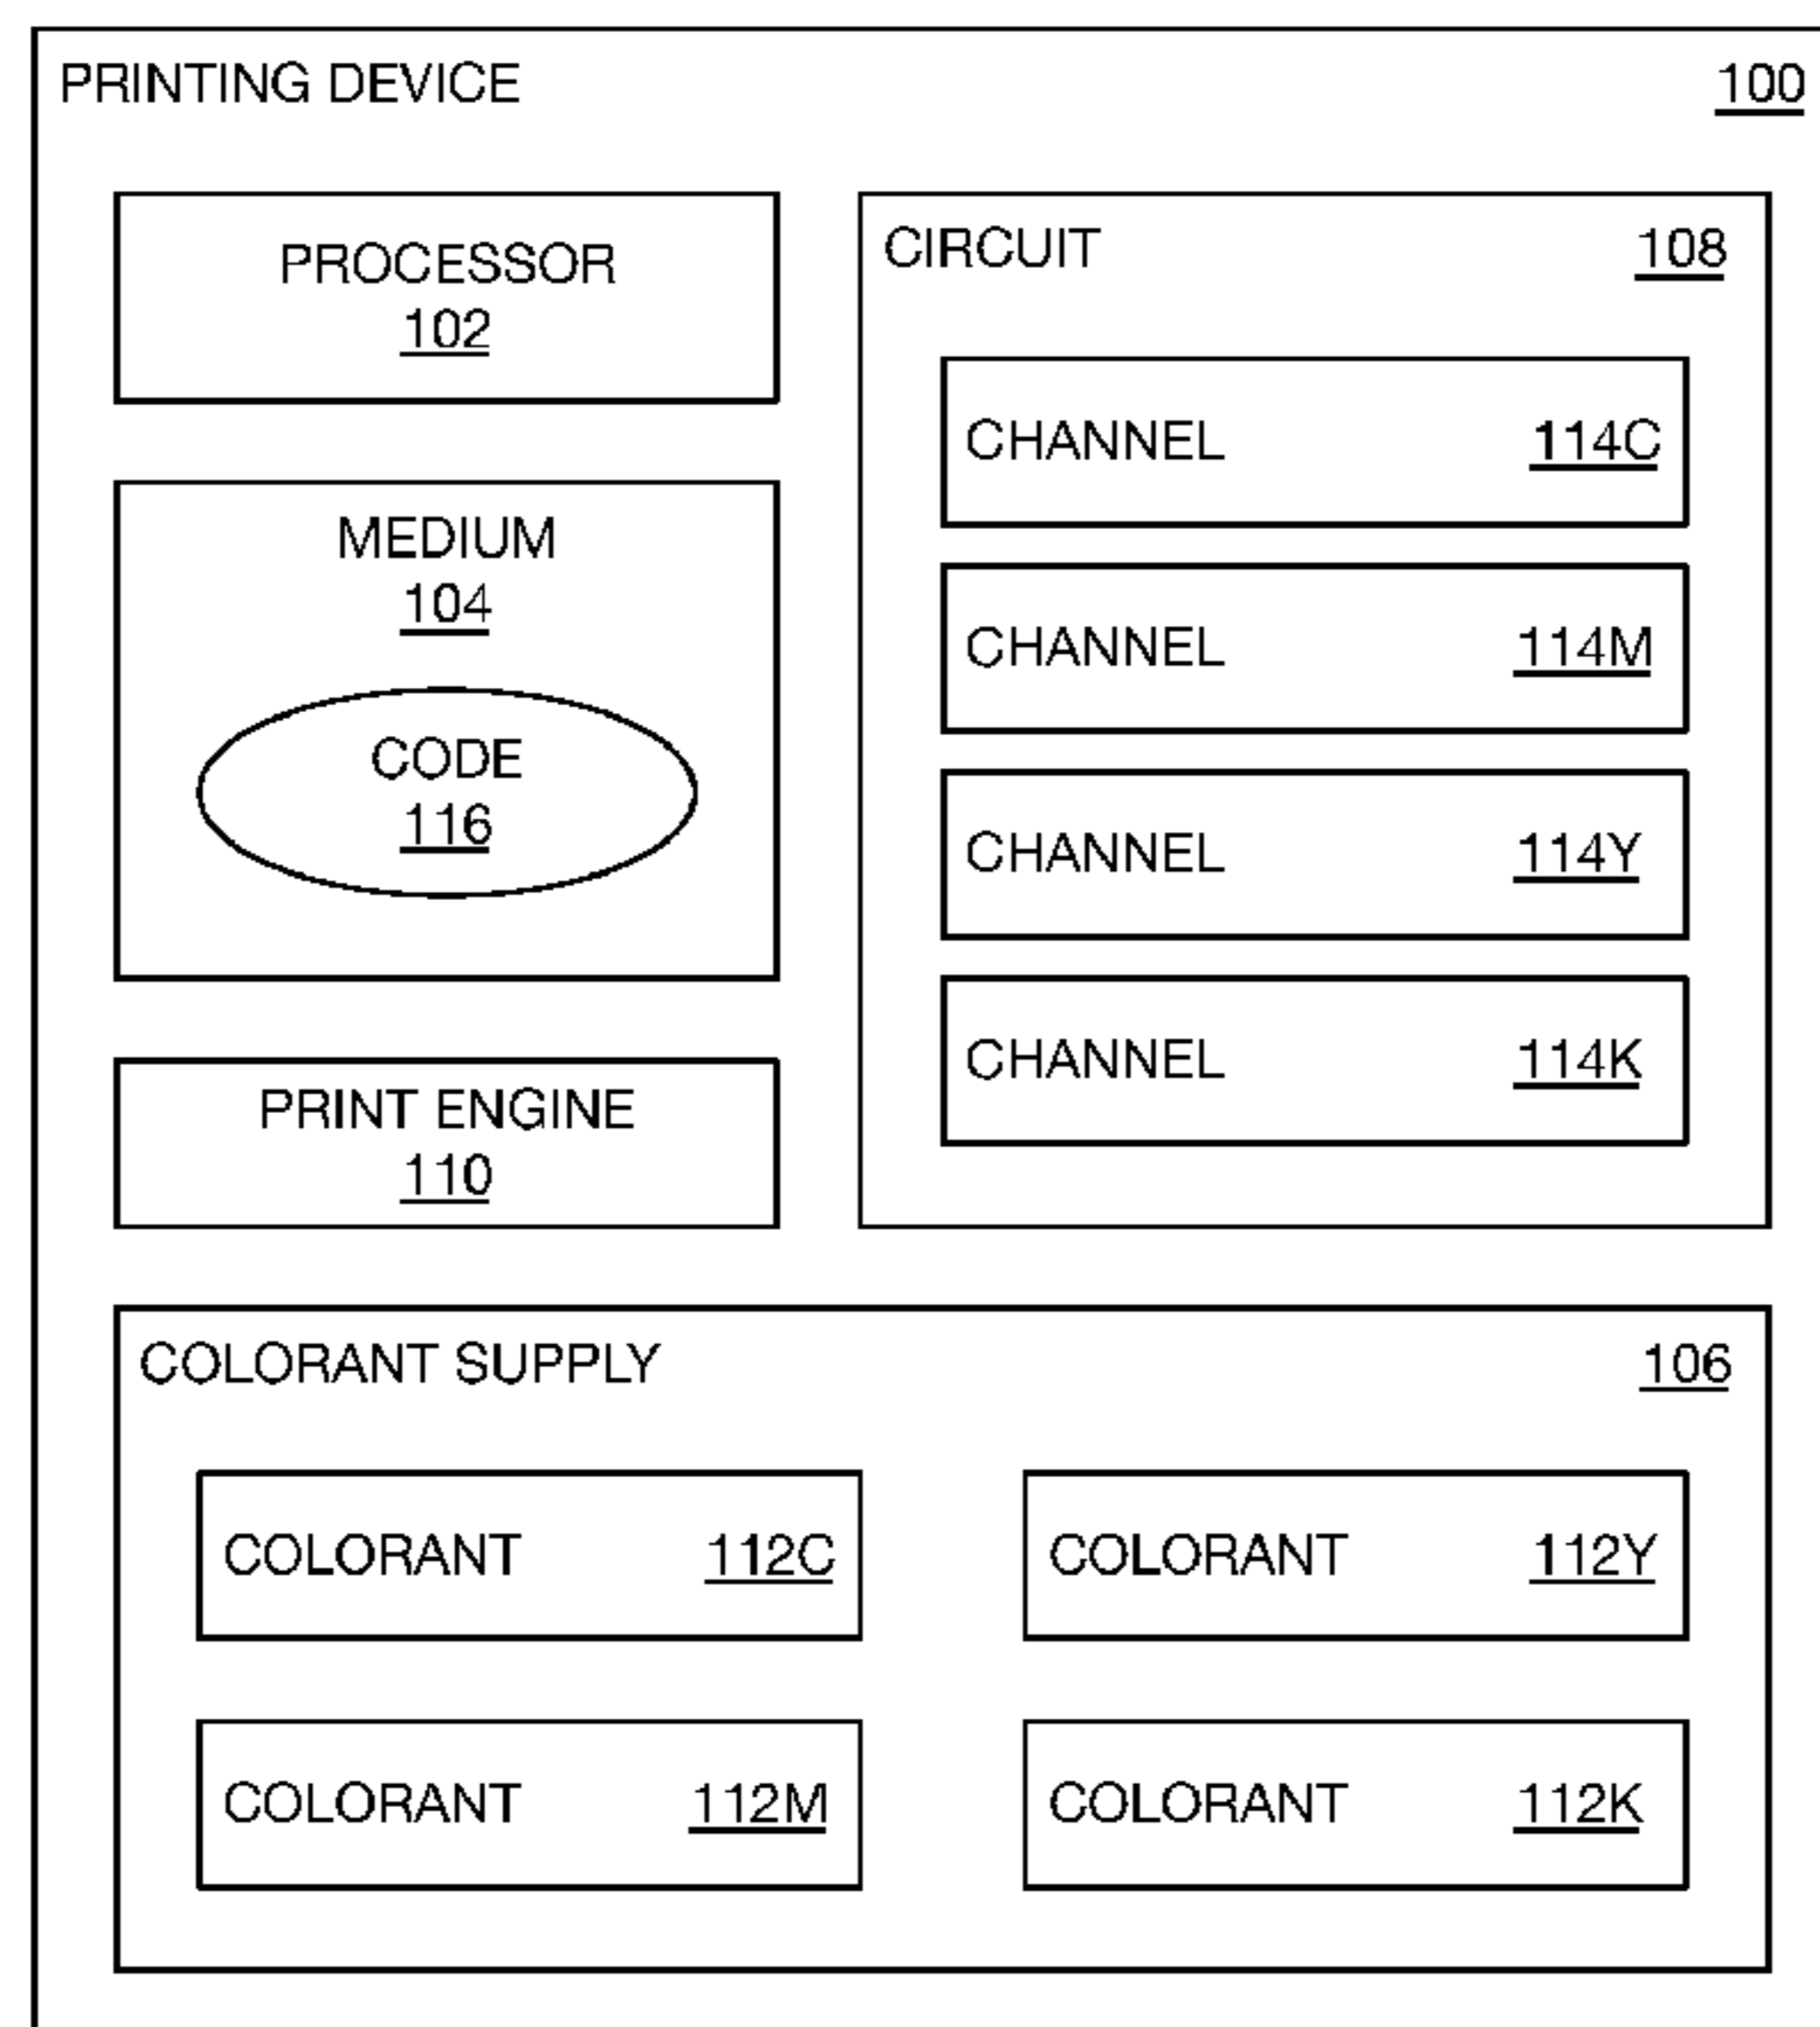 PRINTING DEVICE 100
PROCESSOR
102
MEDIUM
104
CODE
116
PRINT ENGINE
110
CIRCUIT 108
CHANNEL 114C
CHANNEL 114M
CHANNEL 114Y
CHANNEL 114K
COLORANT SUPPLY 106
COLORANT 112C
COLORANT 112Y
COLORANT 112M
COLORANT 112K